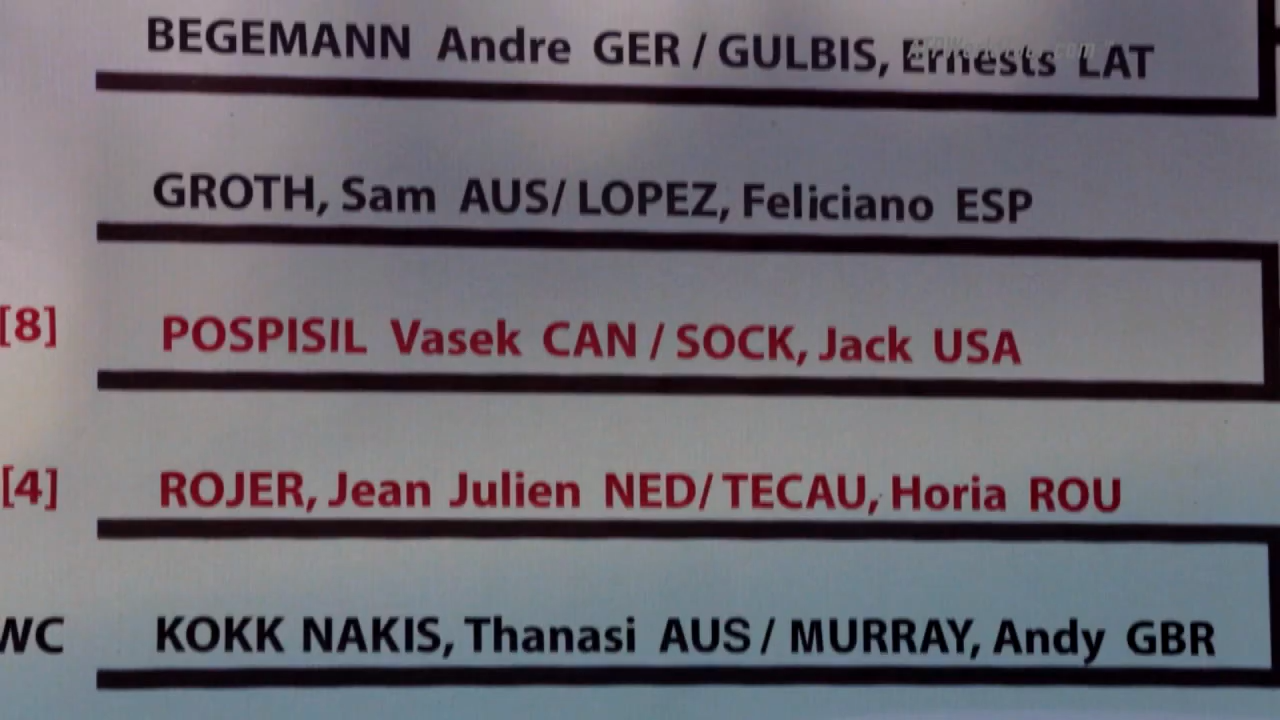 BEGEMANN Andre GER / GULBIS, Ernests LAT
GROTH, Sam AUS/ LOPEZ, Feliciano ESP
[8] POSPISIL Vasek CAN / SOCK, Jack USA
[4] ROJER, Jean Julien NED/ TECAU, Horia ROU
WC KOKK NAKIS, Thanasi AUS / MURRAY, Andy GBR